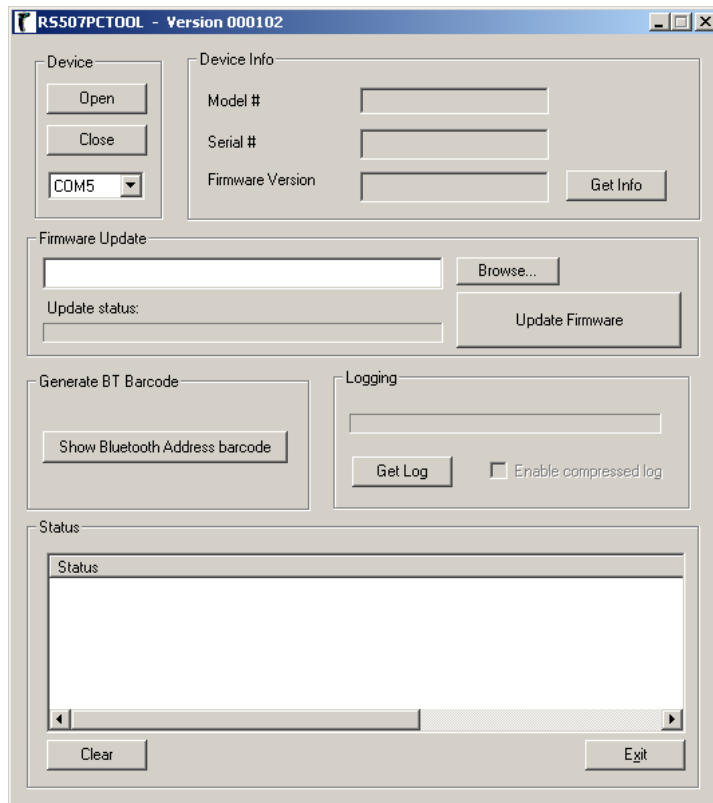 RS507PCTOOL - Version 000102
Device
Open
Close
COM5
Device Info
Model #
Serial #
Firmware Version
Get Info
Firmware Update
Browse...
Update status:
Update Firmware
Generate BT Barcode
Show Bluetooth Address barcode
Logging
Get Log
Enable compressed log
Status
Status
Clear
Exit